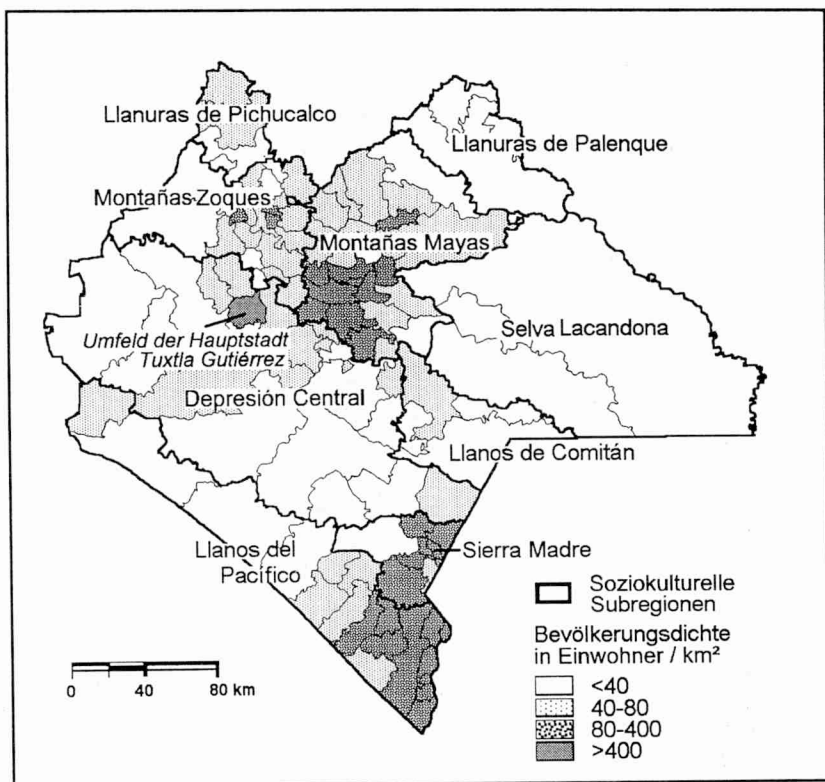 Llanuras de Pichucalco
Llanuras de Palenque
Montañas Zoques
Montañas Mayas
Umfeld der Hauptstadt
Tuxtla Gutiérrez
Selva Lacandona
Depresión Central
Llanos de Comitán
Llanos del
Pacífico
Sierra Madre
Soziokulturelle
Subregionen
Bevölkerungsdichte
in Einwohner / km²
<40
40-80
80-400
>400
0 40 80 km